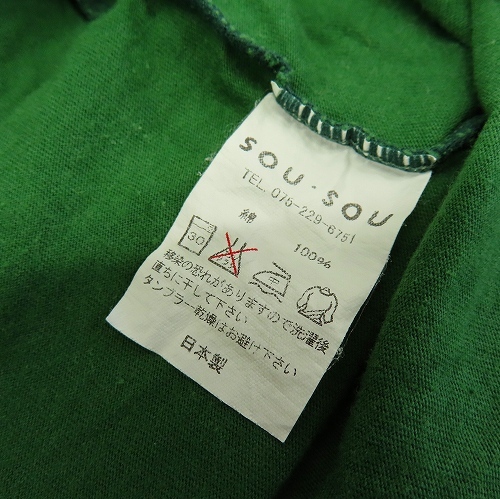 SOU・SOU
TEL. 075-229-6751
綿 100%
30
移染の恐れがありますので洗濯後
直ちに干して下さい
タンブラー乾燥はお避け下さい
日本製